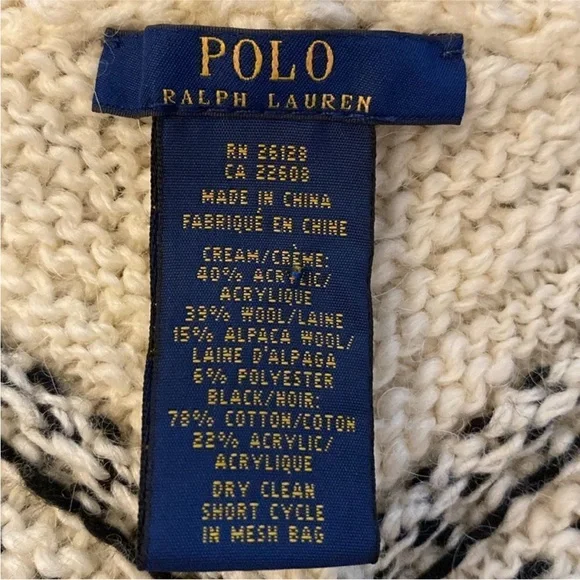 POLO
RALPH LAUREN
RN 26128
CA 22608
MADE IN CHINA
FABRIQUÉ EN CHINE
CREAM/CRÈME:
40% ACRYLIC/
ACRYLIQUE
39% WOOL/LAINE
15% ALPACA WOOL/
LAINE D'ALPAGA
6% POLYESTER
BLACK/NOIR:
78% COTTON/COTON
22% ACRYLIC/
ACRYLIQUE
DRY CLEAN
SHORT CYCLE
IN MESH BAG